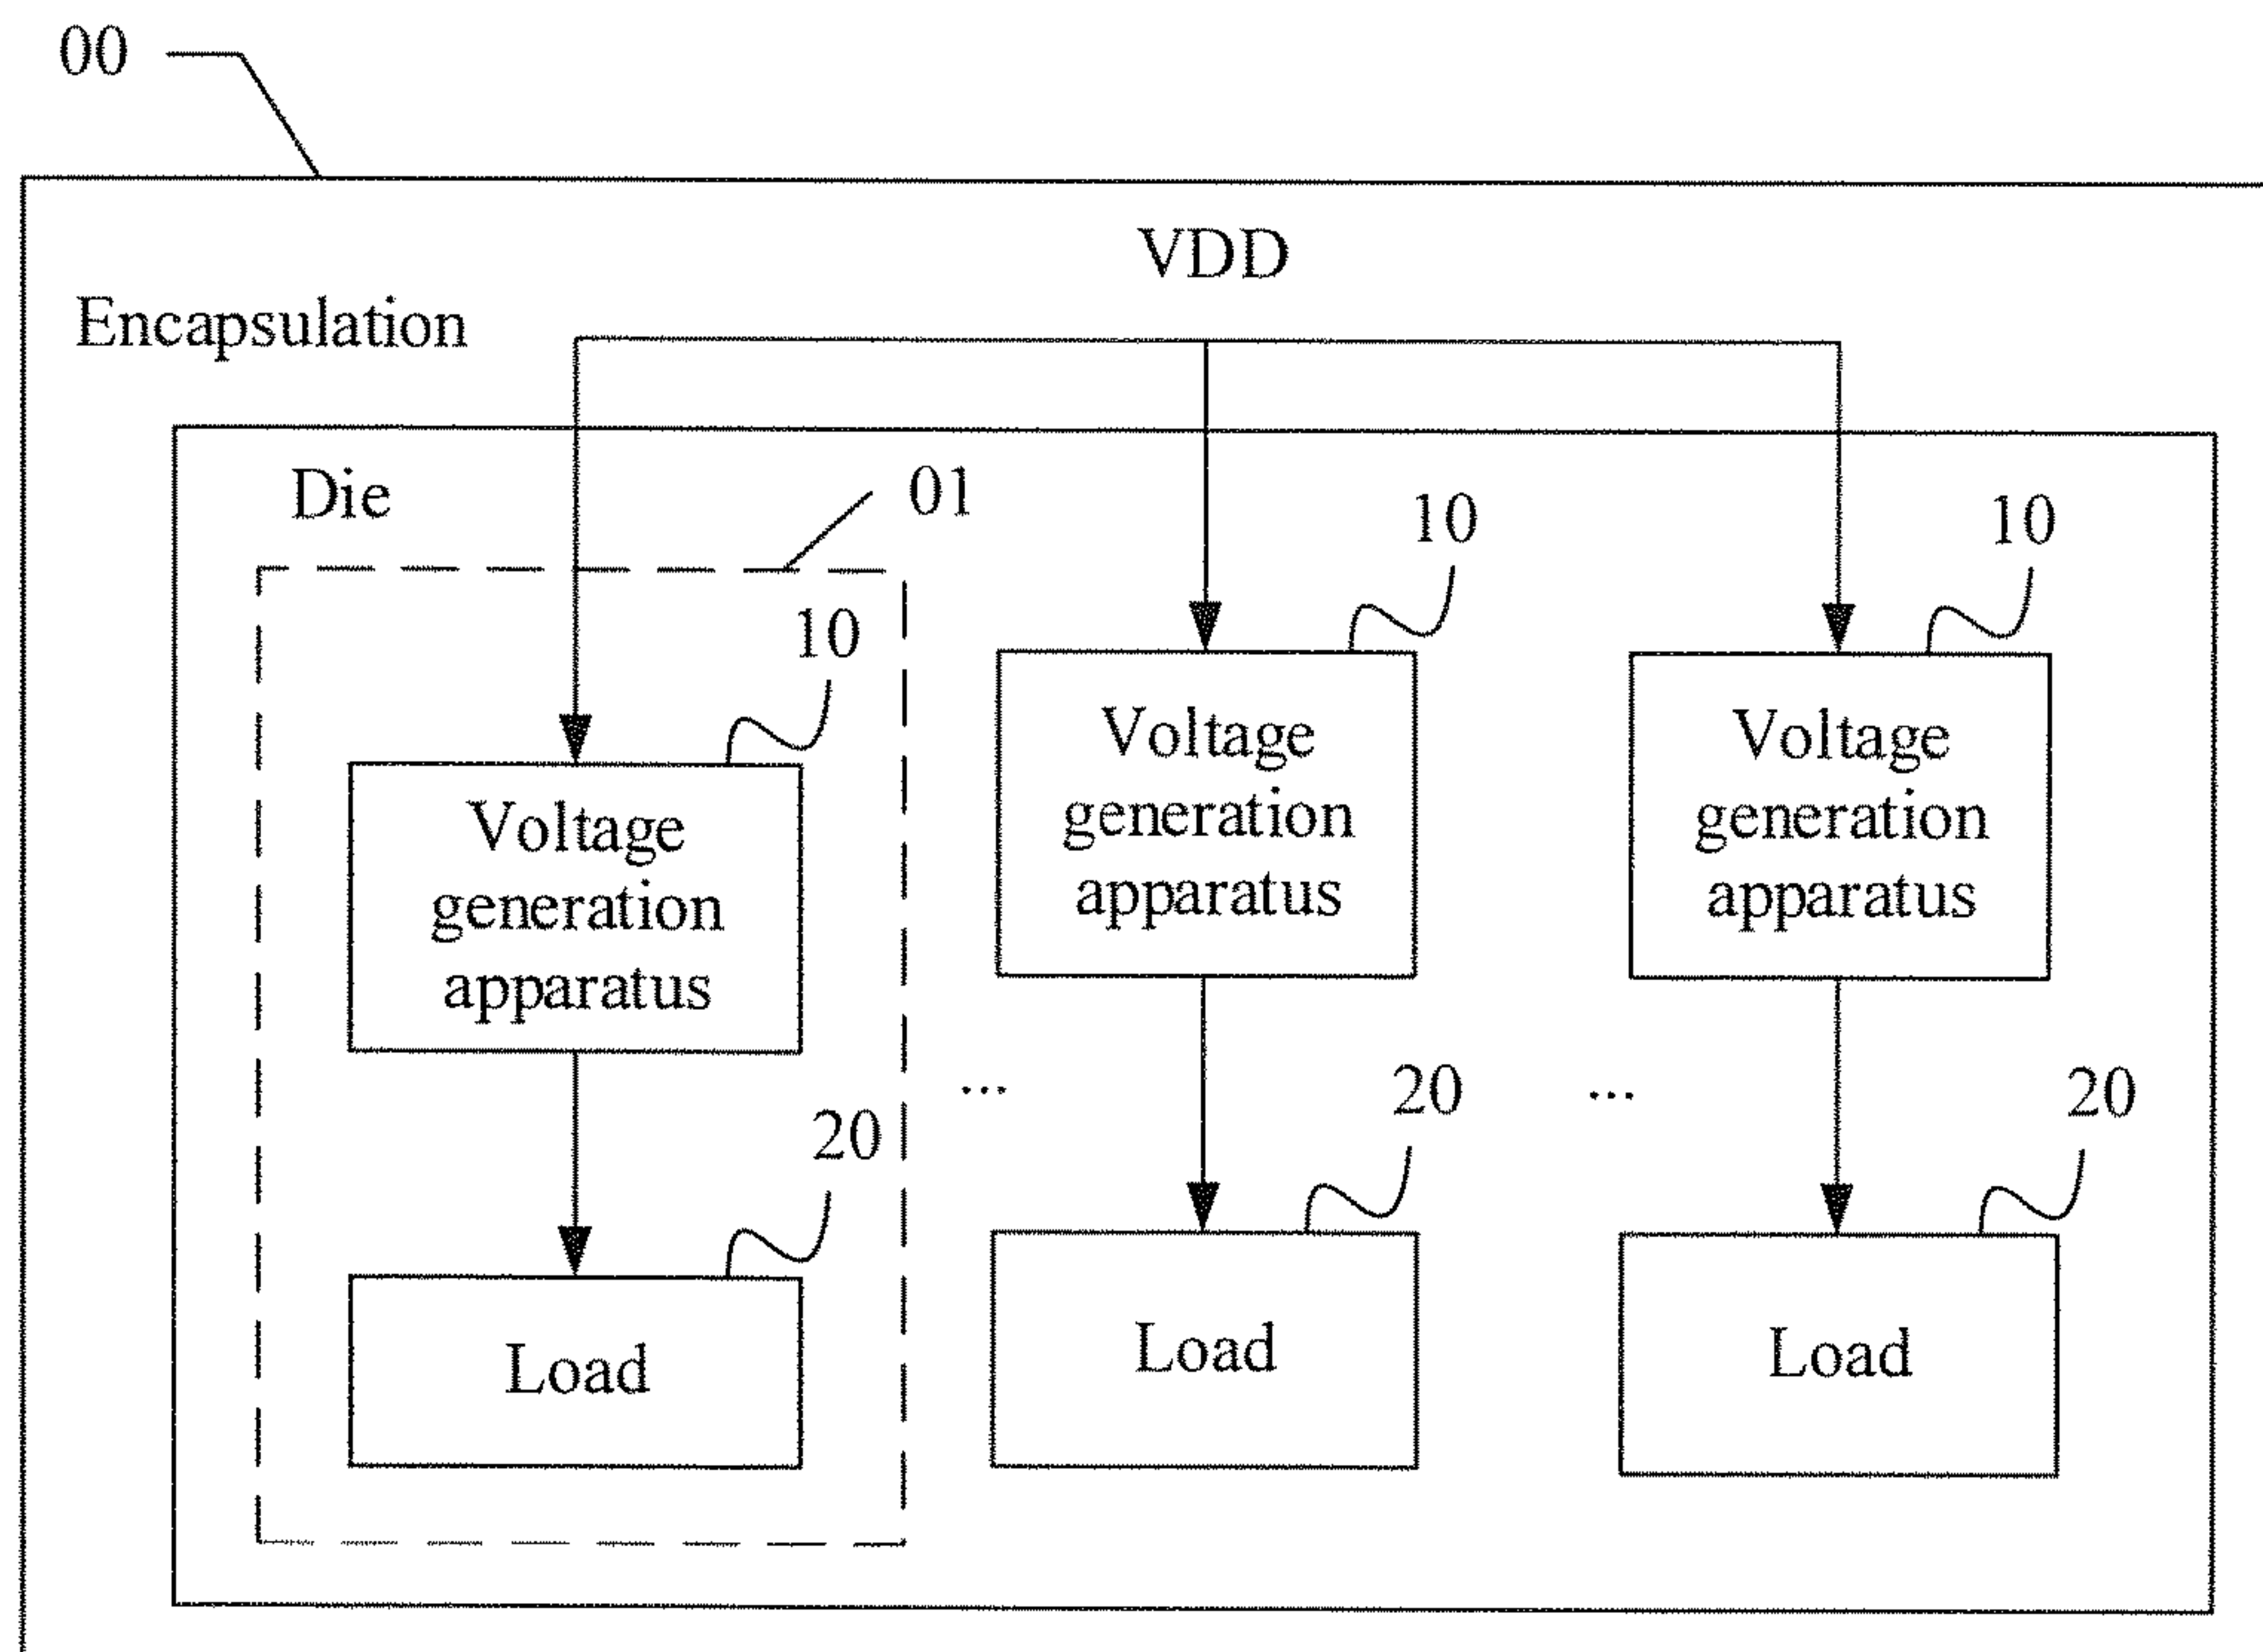 00
VDD
Encapsulation
Die
01
10
10
10
Voltage
generation
apparatus
Voltage
generation
apparatus
Voltage
generation
apparatus
...
...
20
20
20
Load
Load
Load